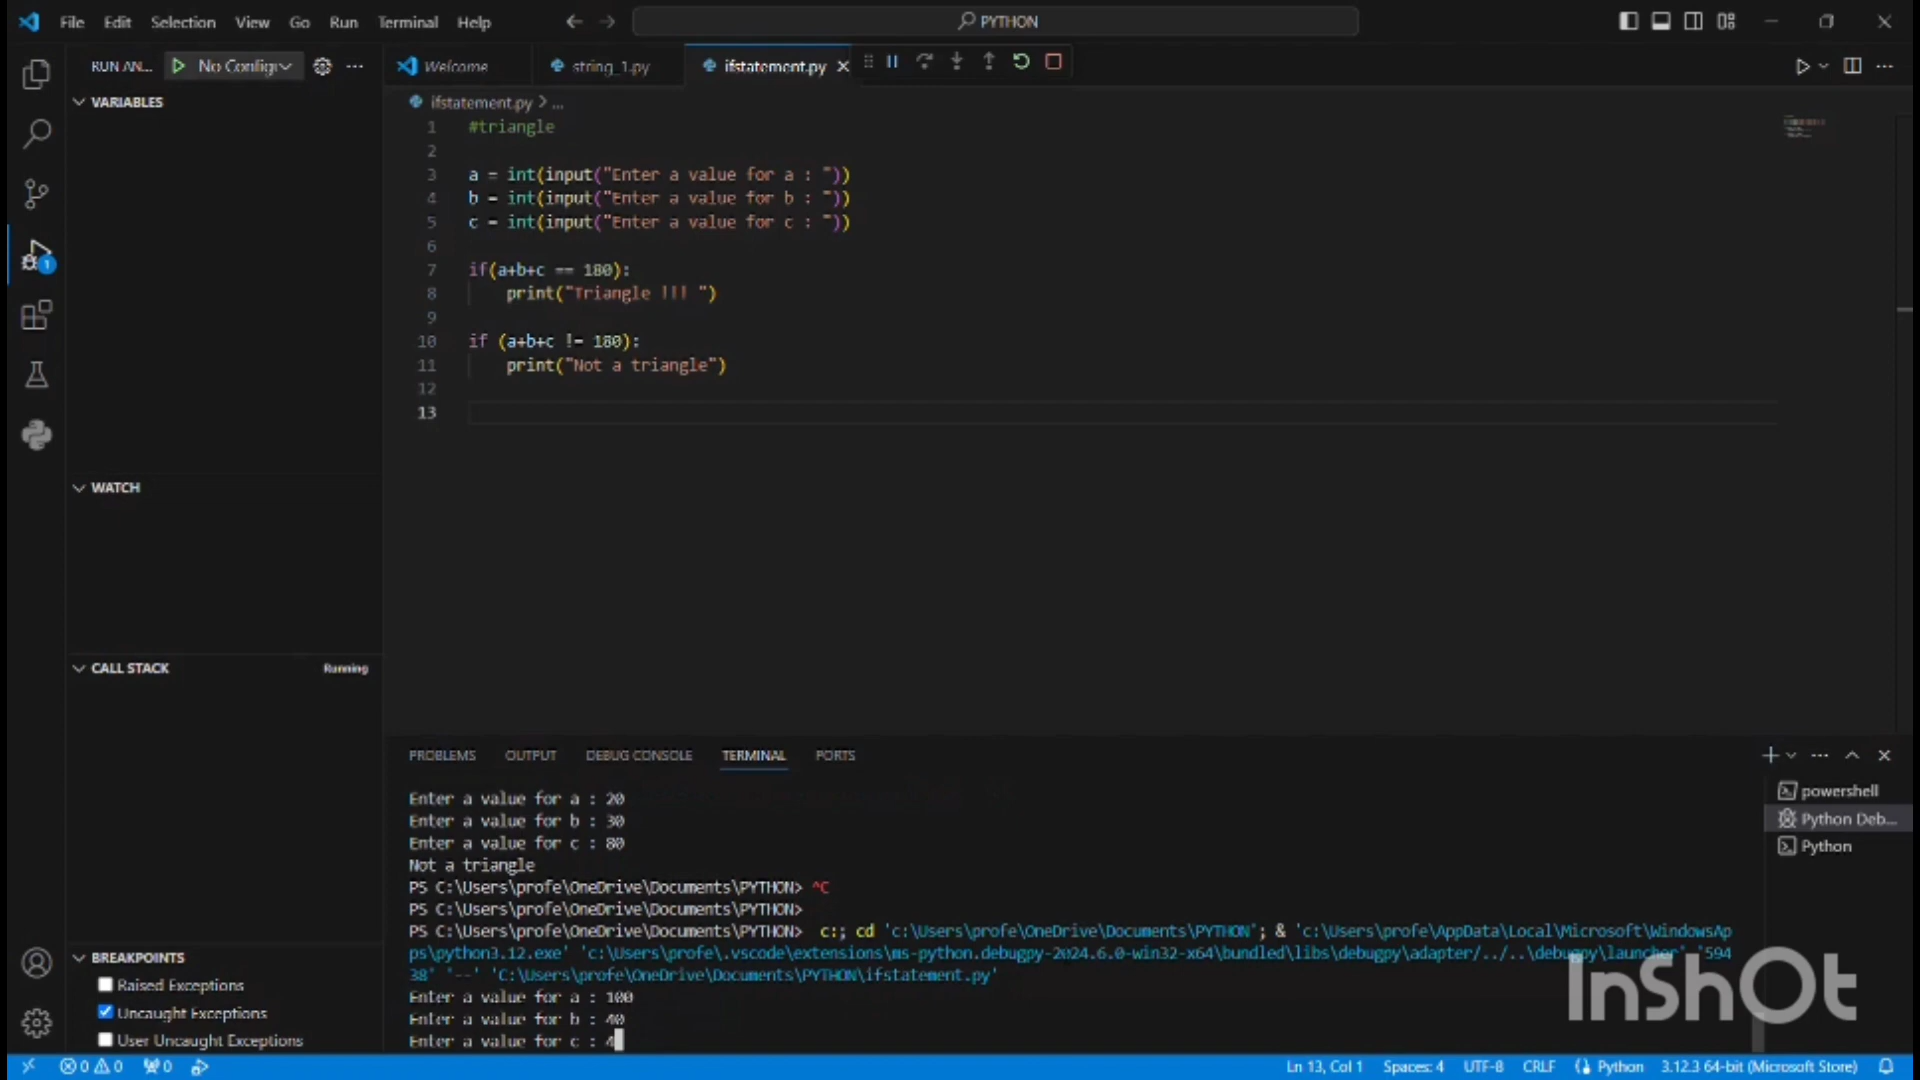 File Edit Selection View Go Run Terminal Help PYTHON
RUN AN... No Configu Welcome string_1.py ifstatement.py
VARIABLES
ifstatement.py > ...
1 #triangle
2
3 a = int(input("Enter a value for a : "))
4 b = int(input("Enter a value for b : "))
5 c = int(input("Enter a value for c : "))
6
7 if(a+b+c == 180):
8 print("Triangle !!! ")
9
10 if (a+b+c != 180):
11 print("Not a triangle")
12
13
WATCH
CALL STACK Running
PROBLEMS OUTPUT DEBUG CONSOLE TERMINAL PORTS
Enter a value for a : 20
Enter a value for b : 30
Enter a value for c : 80
Not a triangle
PS C:\Users\profe\OneDrive\Documents\PYTHON> ^C
PS C:\Users\profe\OneDrive\Documents\PYTHON>
PS C:\Users\profe\OneDrive\Documents\PYTHON> c:; cd 'c:\Users\profe\OneDrive\Documents\PYTHON'; & 'c:\Users\profe\AppData\Local\Microsoft\WindowsAp
ps\python3.12.exe' 'c:\Users\profe\.vscode\extensions\ms-python.debugpy-2024.6.0-win32-x64\bundled\libs\debugpy\adapter/../..\debugpy\launcher' '594
38' '--' 'C:\Users\profe\OneDrive\Documents\PYTHON\ifstatement.py'
Enter a value for a : 100
Enter a value for b : 40
Enter a value for c : 4
powershell
Python Deb...
Python
BREAKPOINTS
Raised Exceptions
Uncaught Exceptions
User Uncaught Exceptions
InShOt
1
0 0 0 Ln 13, Col 1 Spaces: 4 UTF-8 CRLF Python 3.12.3 64-bit (Microsoft Store)